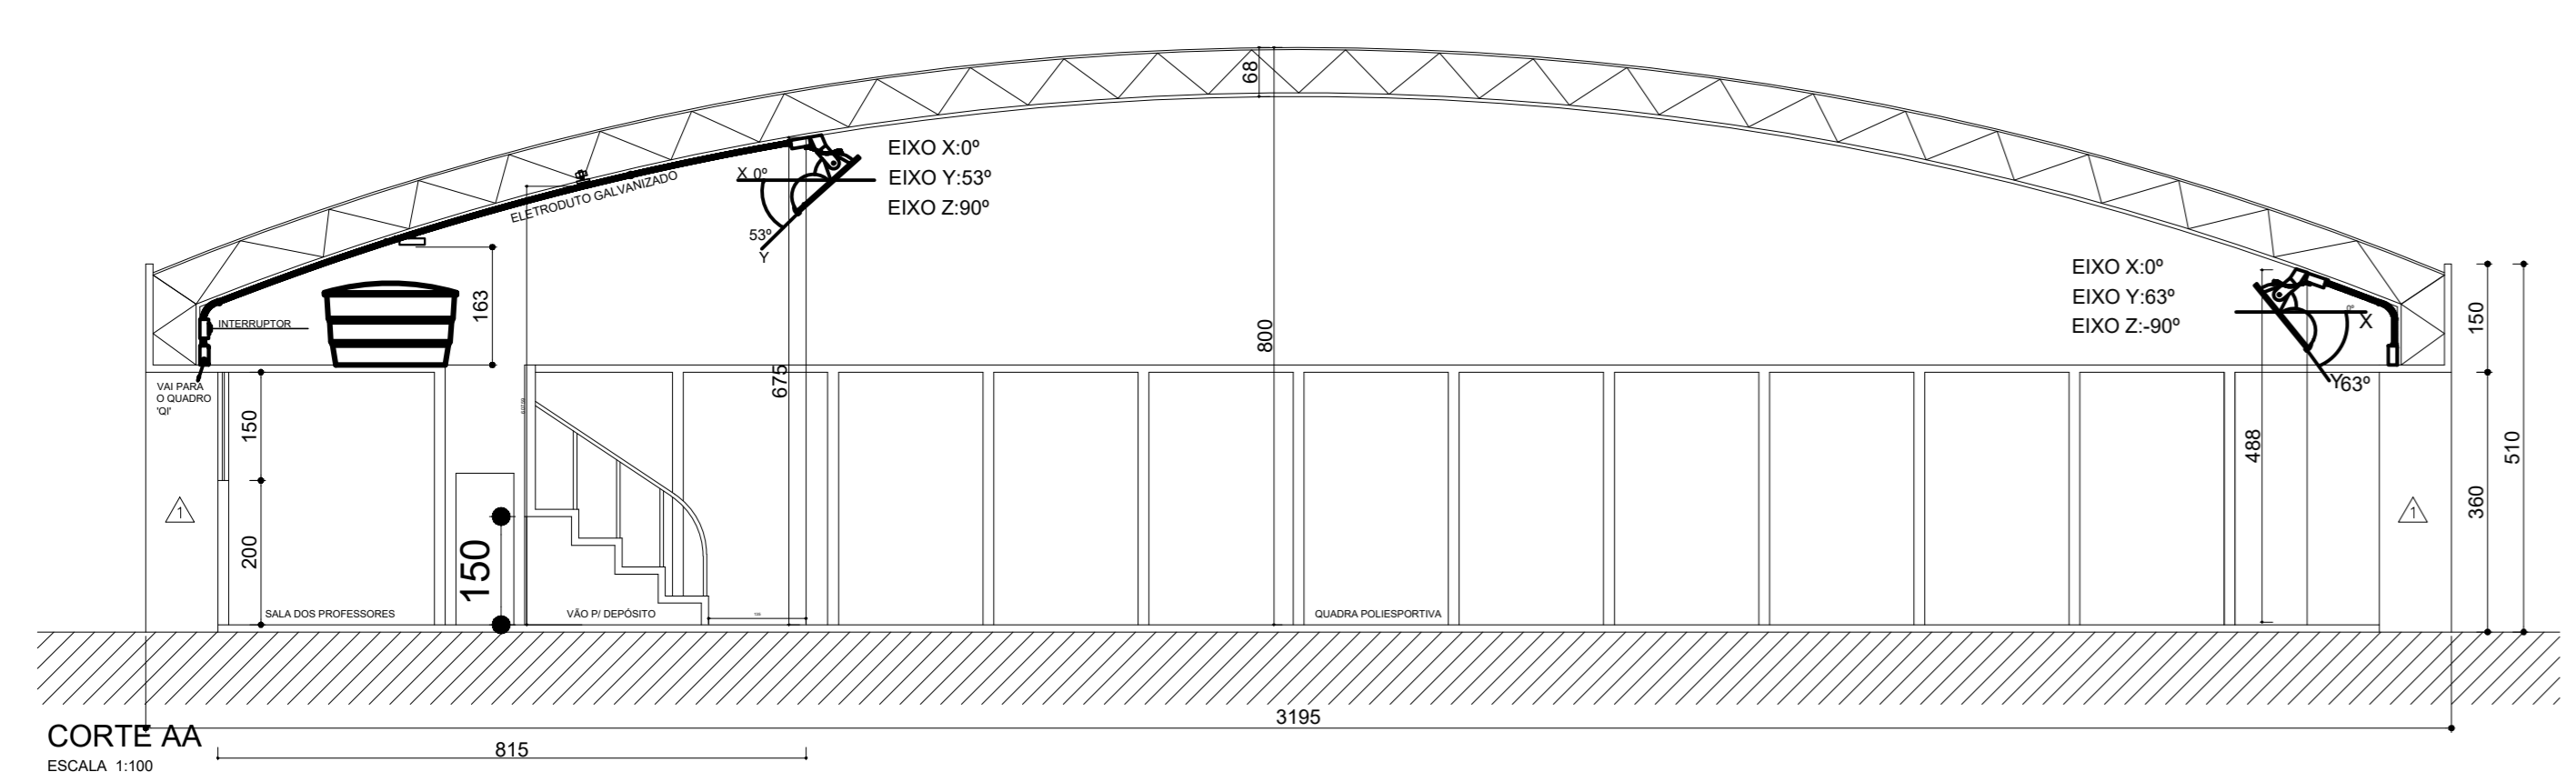 68
EIXO X:0º
EIXO Y:53º
EIXO Z:90º
X 0º
53º
Y
ELETRODUTO GALVANIZADO
163
INTERRUPTOR
800
675
EIXO X:0º
EIXO Y:63º
EIXO Z:-90º
0º
X
Y63º
150
510
488
360
VAI PARA
O QUADRO
'QI'
150
200
150
1
1
SALA DOS PROFESSORES
VÃO P/ DEPÓSITO
QUADRA POLIESPORTIVA
3195
815
CORTE AA
ESCALA 1:100